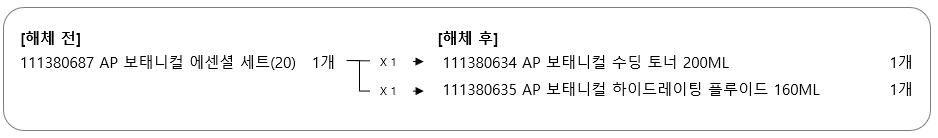 [해체 전] [해체 후]
111380687 AP 보태니컬 에센셜 세트(20) 1개 X 1 111380634 AP 보태니컬 수딩 토너 200ML 1개
X 1 111380635 AP 보태니컬 하이드레이팅 플루이드 160ML 1개